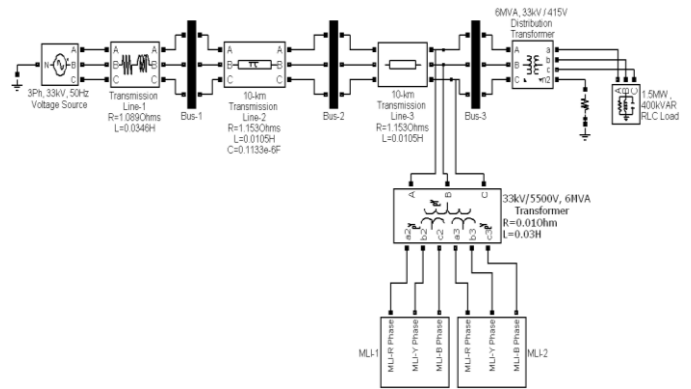 6MVA, 33kV / 415V
Distribution
Transformer
A
B
C
N
A
B
C
A
B
C
A
B
C
A
B
C
A
B
C
a
b
c
n2
A
B
C
3Ph, 33kV, 50Hz
Voltage Source
Transmission
Line-1
R=1.089Ohms
L=0.0346H
Bus-1
10-km
Transmission
Line-2
R=1.153Ohms
L=0.0105H
C=0.1133e-6F
Bus-2
10-km
Transmission
Line-3
R=1.153Ohms
L=0.0105H
Bus-3
1.5MW ,
400kVAR
RLC Load
A
B
C
33kV/5500V, 6MVA
Transformer
R=0.01Ohm
L=0.03H
a2
b2
c2
a3
b3
c3
MLI-1
MLI-R Phase
MLI-Y Phase
MLI-B Phase
MLI-R Phase
MLI-Y Phase
MLI-B Phase
MLI-2